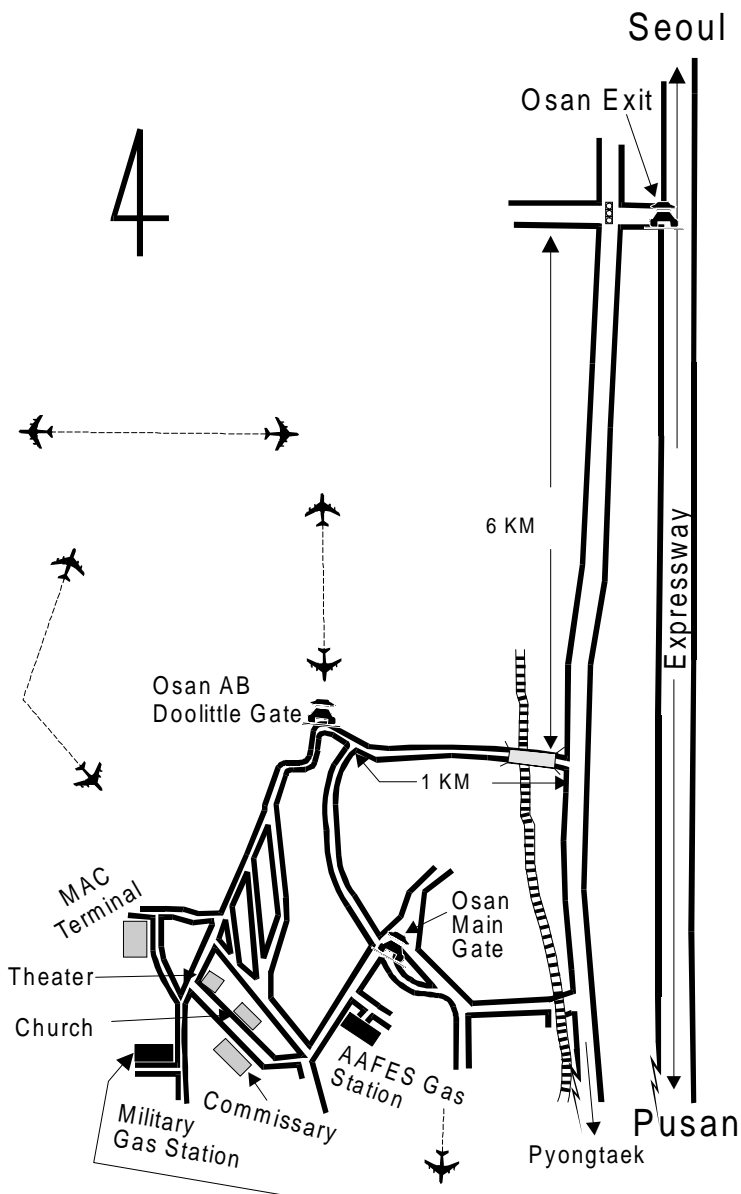 Seoul
Osan Exit
4
6 KM
Expressway
Osan AB
Doolittle Gate
1 KM
MAC
Terminal
Osan
Main
Gate
Theater
Church
AAFES Gas
Station
Commissary
Military
Gas Station
Pusan
Pyongtaek